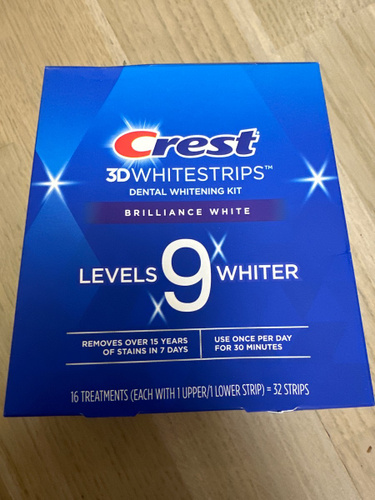 Crest
3DWHITESTRIPS™
DENTAL WHITENING KIT
BRILLIANCE WHITE
LEVELS 9 WHITER
REMOVES OVER 15 YEARS
OF STAINS IN 7 DAYS
USE ONCE PER DAY
FOR 30 MINUTES
16 TREATMENTS (EACH WITH 1 UPPER/1 LOWER STRIP) = 32 STRIPS